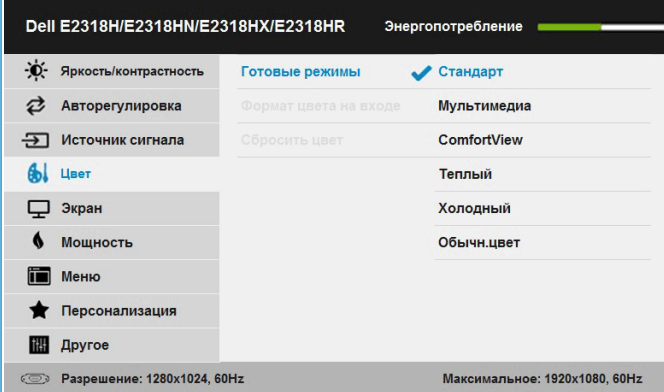 Dell E2318H/E2318HN/E2318HX/E2318HR Энергопотребление
Яркость/контрастность Готовые режимы Стандарт
Авторегулировка Формат цвета на входе Мультимедиа
Источник сигнала Сбросить цвет ComfortView
Цвет Теплый
Экран Холодный
Мощность Обычн.цвет
Меню
Персонализация
Другое
Разрешение: 1280x1024, 60Hz Максимальное: 1920x1080, 60Hz